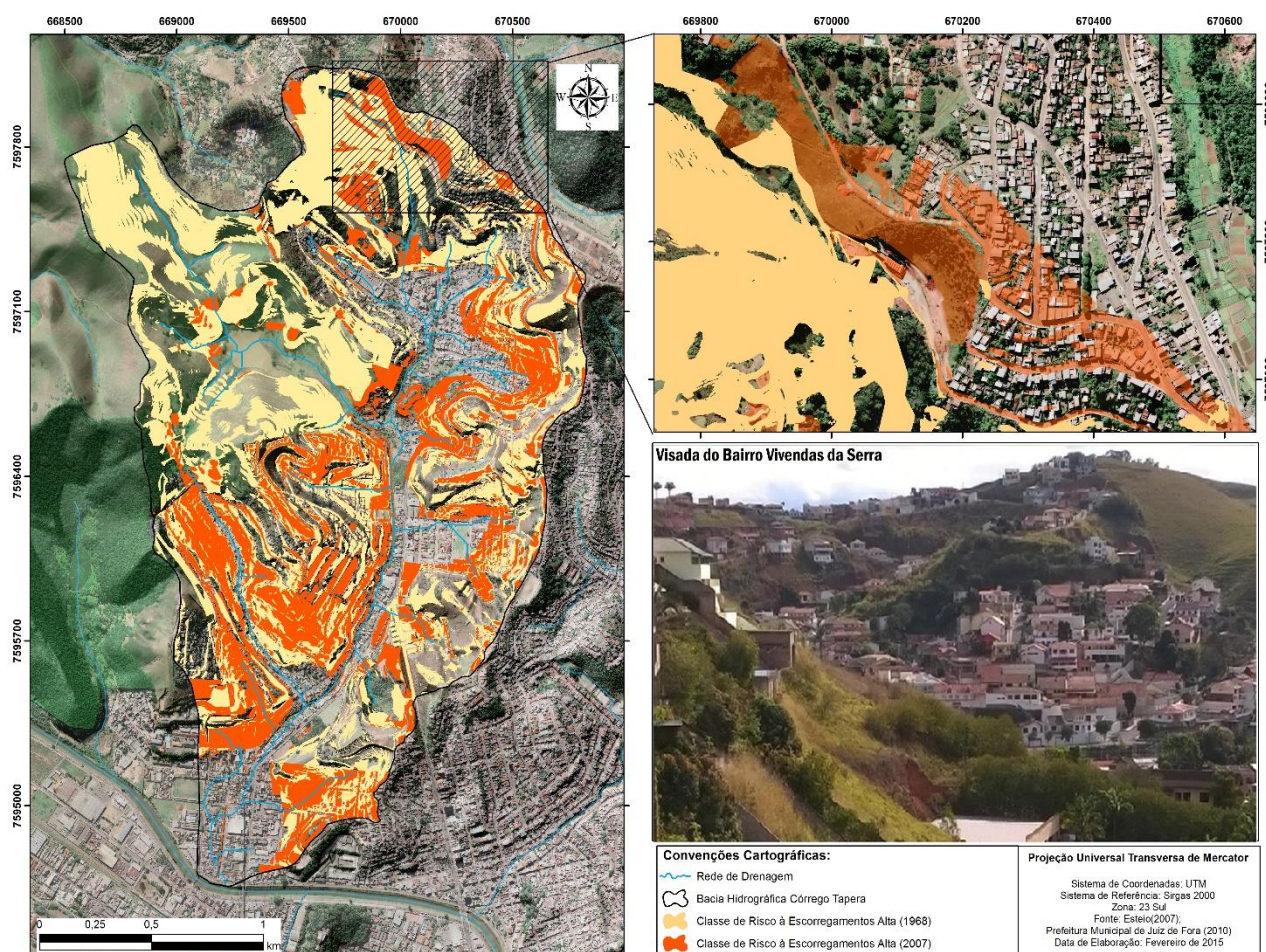 668500 669000 669500 670000 670500
7597800
7597100
7596400
7595700
7595000
N
W E
S
0 0,25 0,5 1
km
669800 670000 670200 670400 670600
Visada do Bairro Vivendas da Serra
Convenções Cartográficas:
Rede de Drenagem
Bacia Hidrográfica Córrego Tapera
Classe de Risco à Escorregamentos Alta (1968)
Classe de Risco à Escorregamentos Alta (2007)
Projeção Universal Transversa de Mercator
Sistema de Coordenadas: UTM
Sistema de Referência: Sirgas 2000
Zona: 23 Sul
Fonte: Esteio(2007);
Prefeitura Municipal de Juiz de Fora (2010)
Data de Elaboração: Fevereiro de 2015